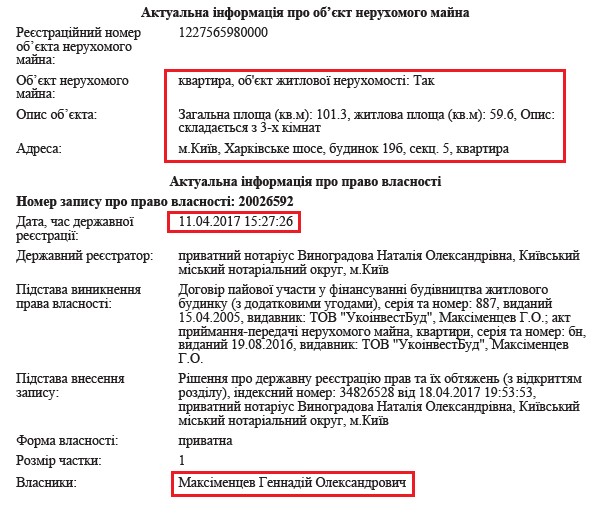 Актуальна інформація про об’єкт нерухомого майна
Реєстраційний номер 1227565980000
об’єкта нерухомого
майна:
Об’єкт нерухомого квартира, об'єкт житлової нерухомості: Так
майна:
Опис об’єкта: Загальна площа (кв.м): 101.3, житлова площа (кв.м): 59.6, Опис:
складається з 3-х кімнат
Адреса: м.Київ, Харківське шосе, будинок 19б, секц. 5, квартира
Актуальна інформація про право власності
Номер запису про право власності: 20026592
Дата, час державної 11.04.2017 15:27:26
реєстрації:
Державний реєстратор: приватний нотаріус Виноградова Наталія Олександрівна, Київський
міський нотаріальний округ, м.Київ
Підстава виникнення Договір пайової участи у фінансуванні будівництва житлового
права власності: будинку (з додатковими угодами), серія та номер: 887, виданий
15.04.2005, видавник: ТОВ "УкоінвестБуд", Максіменцев Г.О.; акт
приймання-передачі нерухомого майна, квартири, серія та номер: бн,
виданий 19.08.2016, видавник: ТОВ "УкоінвестБуд", Максіменцев
Г.О.
Підстава внесення Рішення про державну реєстрацію прав та їх обтяжень (з відкриттям
запису: розділу), індексний номер: 34826528 від 18.04.2017 19:53:53,
приватний нотаріус Виноградова Наталія Олександрівна, Київський
міський нотаріальний округ, м.Київ
Форма власності: приватна
Розмір частки: 1
Власники: Максіменцев Геннадій Олександрович